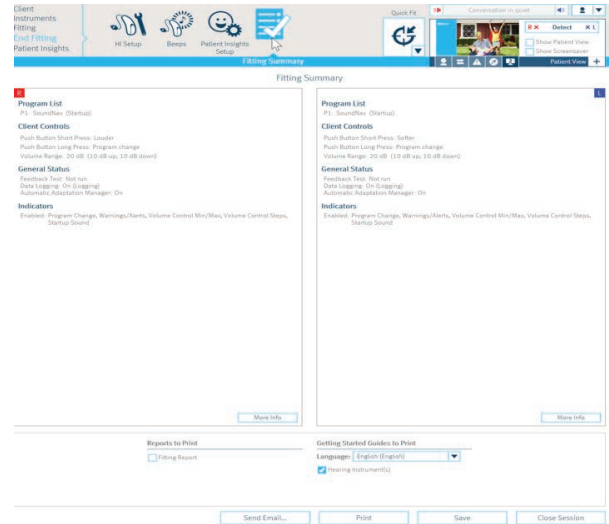 Client
Instruments
Fitting
End Fitting
Patient Insights
HI Setup
Beeps
Patient Insights
Setup
Fitting Summary
Quick Fit
Conversation in quiet
R X Detect X L
Show Patient View
Show Screensaver
Patient View +
Fitting Summary
R
Program List
P1: SoundNav (Startup)
Client Controls
Push Button Short Press: Louder
Push Button Long Press: Program change
Volume Range: 20 dB (10 dB up, 10 dB down)
General Status
Feedback Test: Not run
Data Logging: On (Logging)
Automatic Adaptation Manager: On
Indicators
Enabled: Program Change, Warnings/Alerts, Volume Control Min/Max, Volume Control Steps,
Startup Sound
More Info
L
Program List
P1: SoundNav (Startup)
Client Controls
Push Button Short Press: Softer
Push Button Long Press: Program change
Volume Range: 20 dB (10 dB up, 10 dB down)
General Status
Feedback Test: Not run
Data Logging: On (Logging)
Automatic Adaptation Manager: On
Indicators
Enabled: Program Change, Warnings/Alerts, Volume Control Min/Max, Volume Control Steps,
Startup Sound
More Info
Reports to Print
Fitting Report
Getting Started Guides to Print
Language: English (English)
Hearing Instrument(s)
Send Email...
Print
Save
Close Session